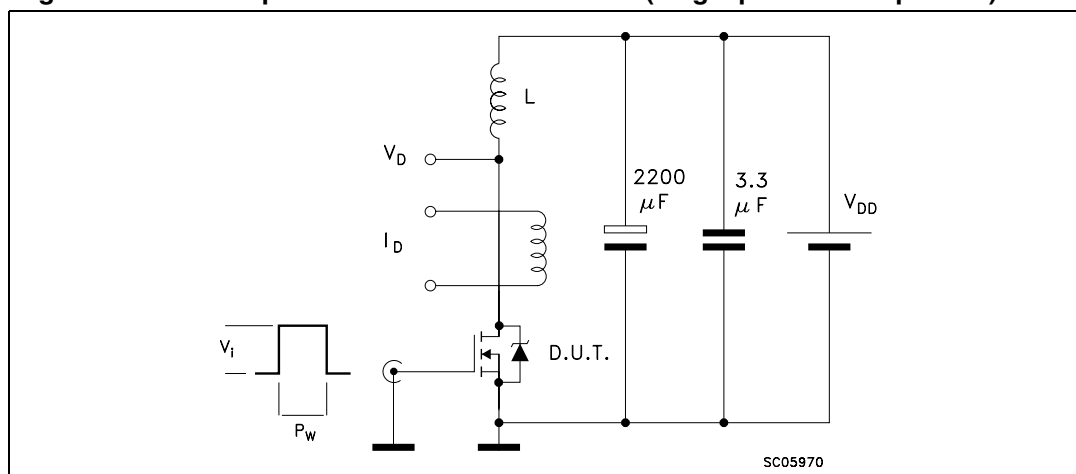 L
V_D
2200
μF
3.3
μF
V_DD
I_D
V_i
D.U.T.
P_W
SC05970